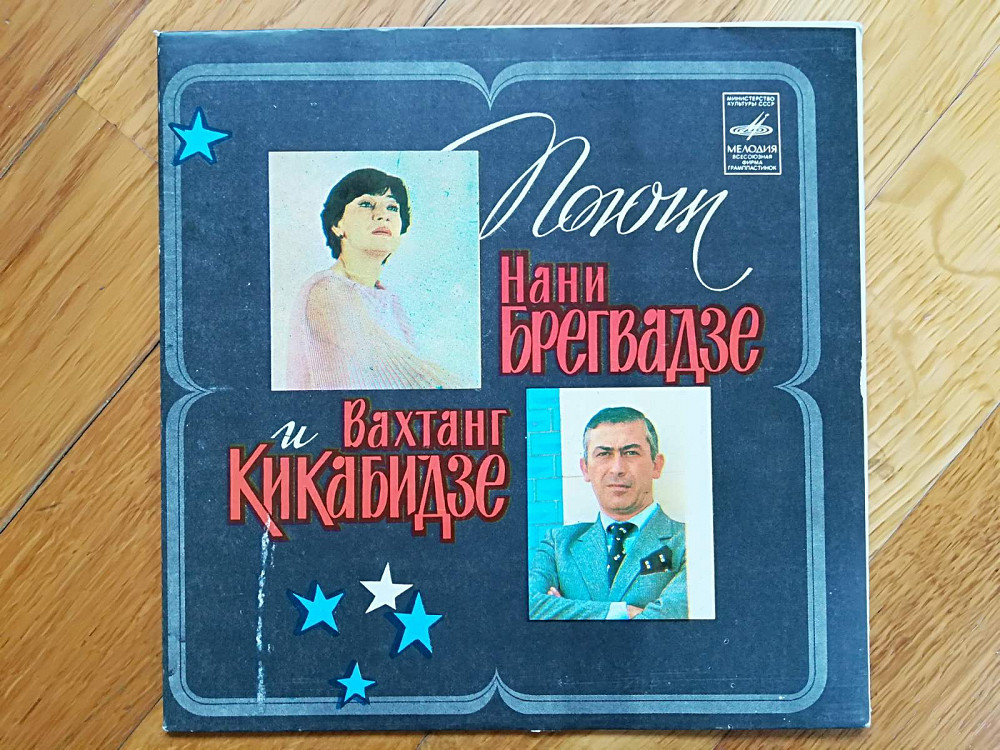 МИНИСТЕРСТВО
КУЛЬТУРЫ СССР
МЕЛОДИЯ
ВСЕСОЮЗНАЯ
ФИРМА
ГРАМПЛАСТИНОК
Поют
Нани
Брегвадзе
и Вахтанг
Кикабидзе